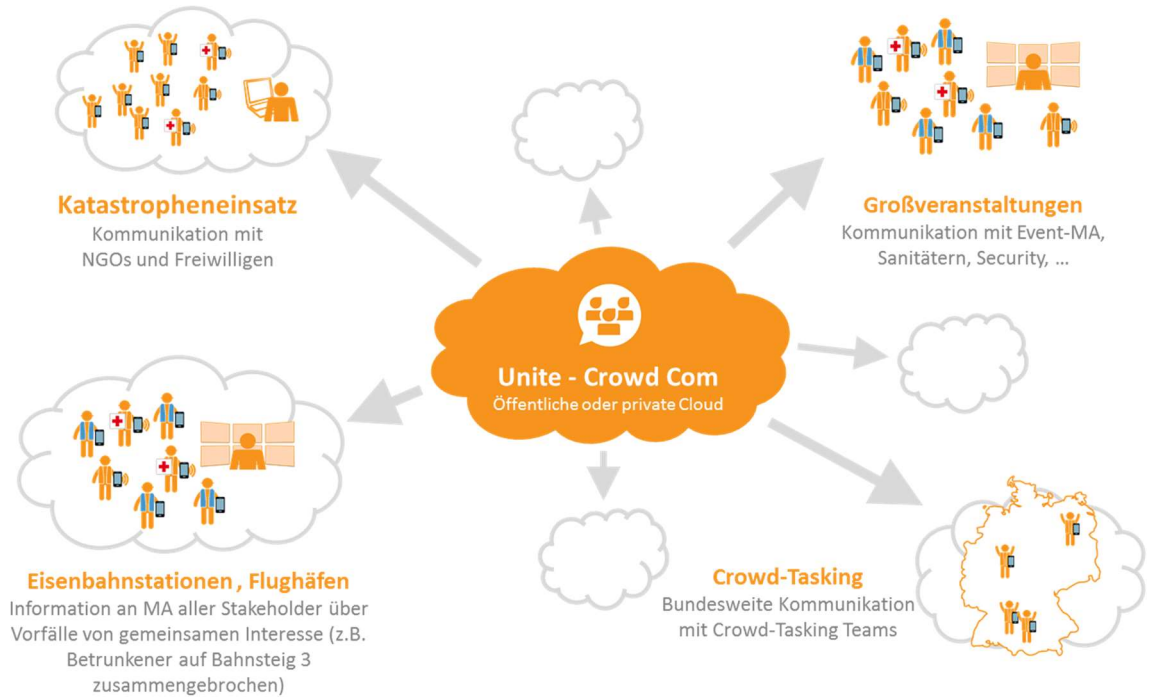 Katastropheneinsatz
Kommunikation mit
NGOs und Freiwilligen
Großveranstaltungen
Kommunikation mit Event-MA,
Sanitätern, Security, ...
Unite - Crowd Com
Öffentliche oder private Cloud
Eisenbahnstationen , Flughäfen
Information an MA aller Stakeholder über
Vorfälle von gemeinsamen Interesse (z.B.
Betrunkener auf Bahnsteig 3
zusammengebrochen)
Crowd-Tasking
Bundesweite Kommunikation
mit Crowd-Tasking Teams